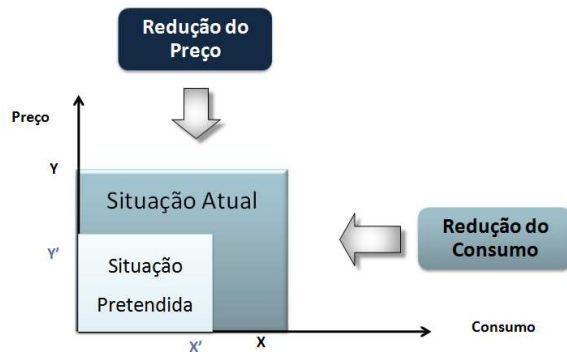 Redução do
Preço
Preço
Y
Situação Atual
Redução do
Consumo
Y'
Situação
Pretendida
X'
X
Consumo